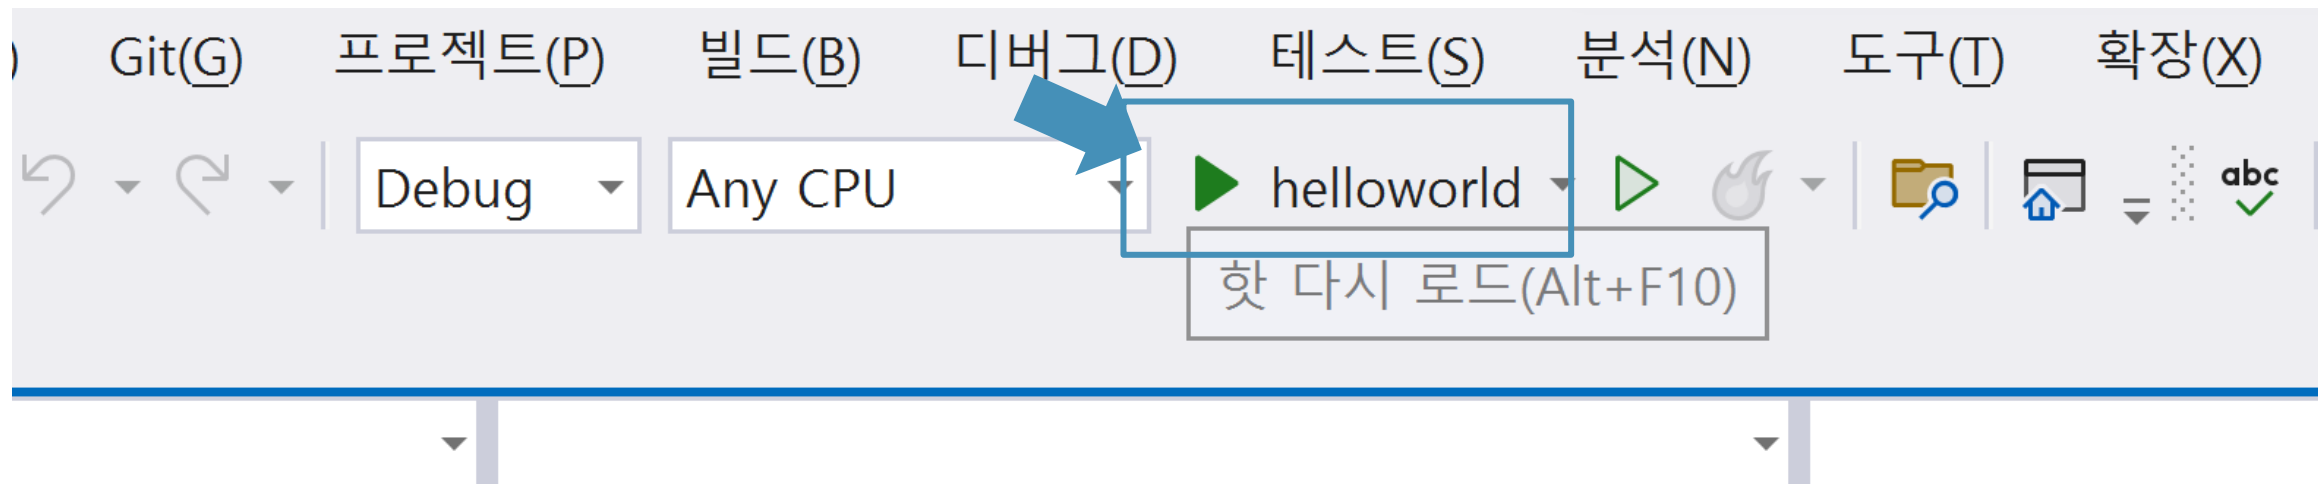 ) Git(G) 프로젝트(P) 빌드(B) 디버그(D) 테스트(S) 분석(N) 도구(T) 확장(X)
Debug Any CPU helloworld abc
핫 다시 로드(Alt+F10)